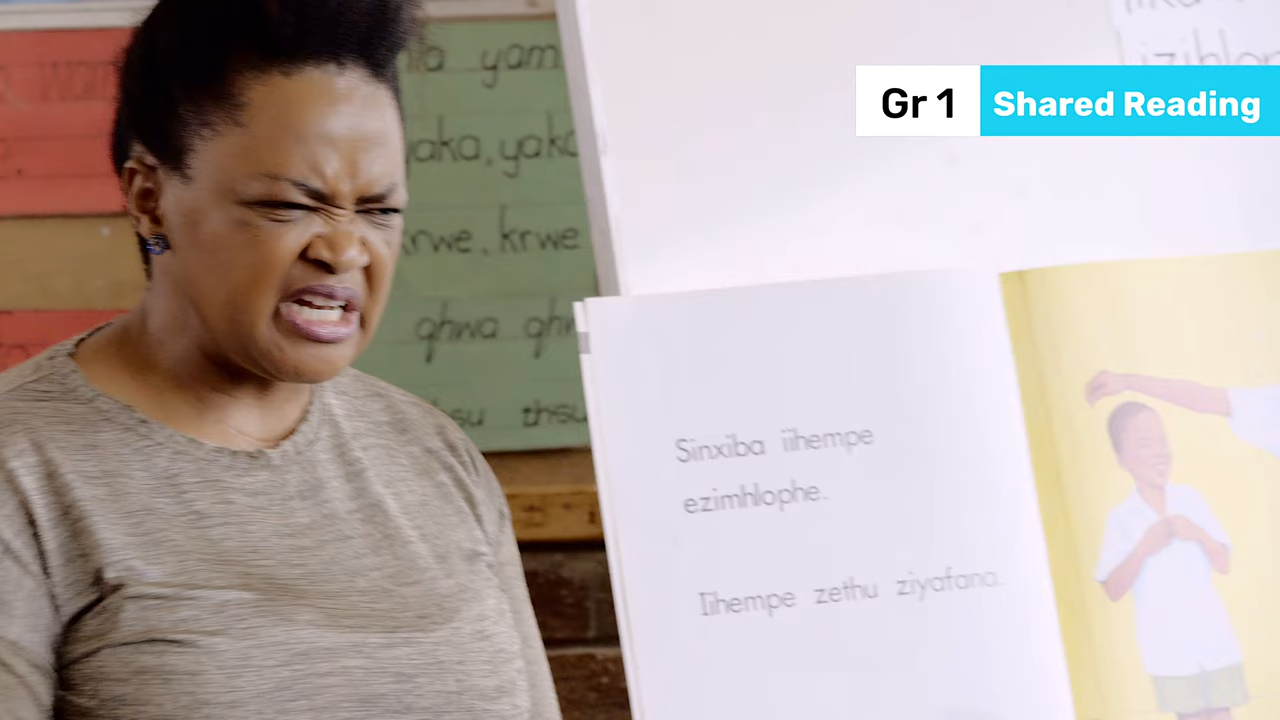 Gr 1 Shared Reading
yam
yaka, yaka
krwe, krwe
qhwa
thsu
Sinxiba iihempe
ezimhlophe.
Iihempe zethu ziyafana.